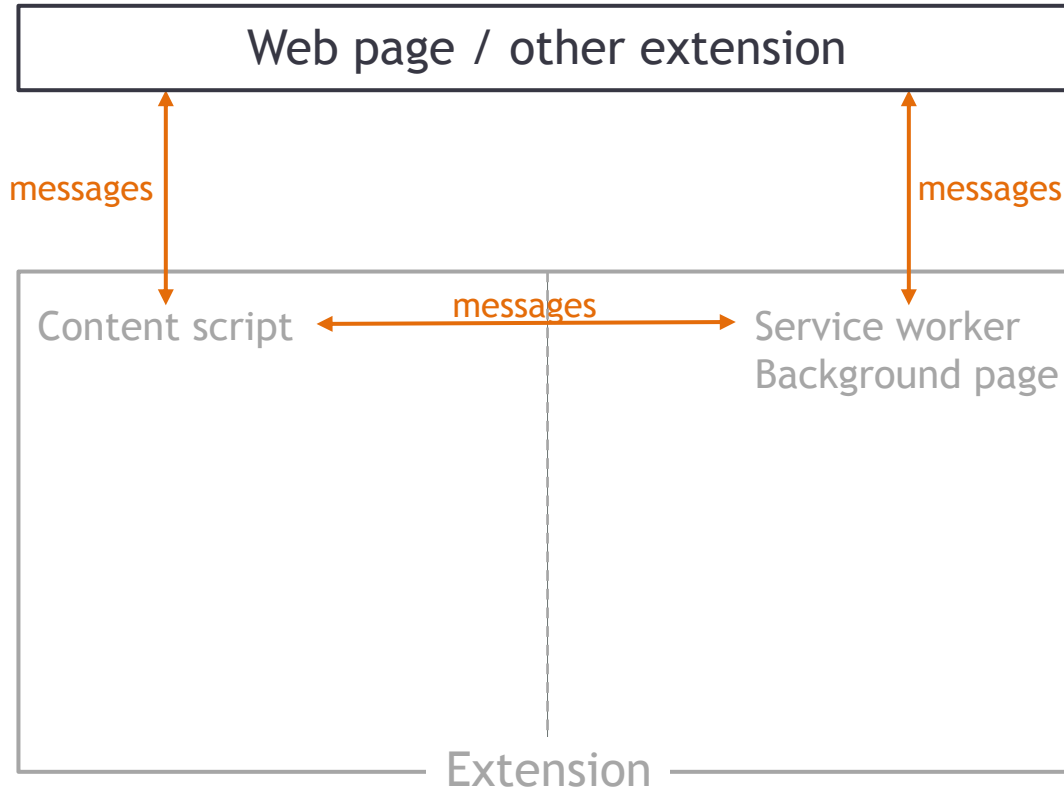 Web page / other extension
messages
messages
messages
Content script
Service worker
Background page
Extension